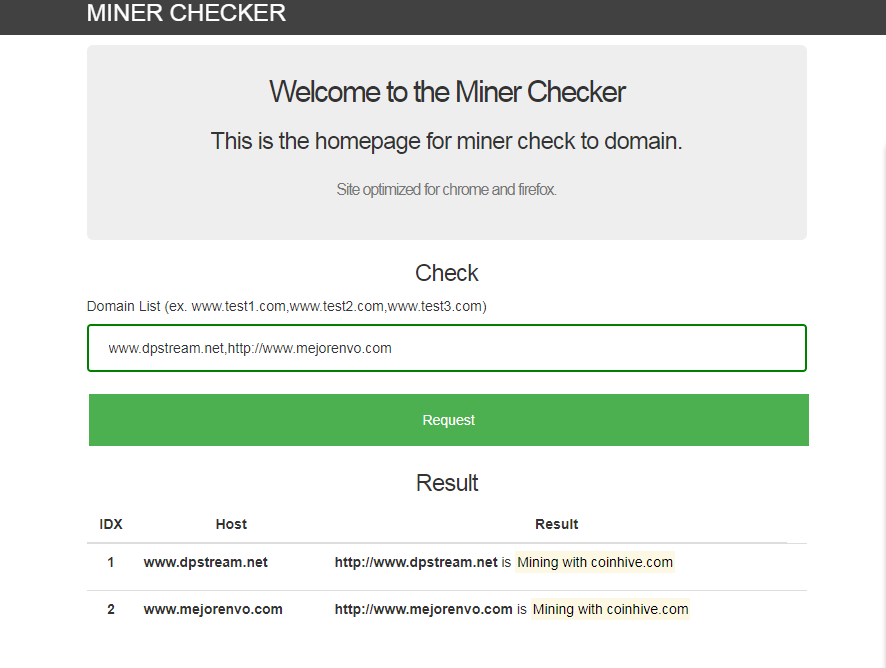 MINER CHECKER
Welcome to the Miner Checker
This is the homepage for miner check to domain.
Site optimized for chrome and firefox.
Check
Domain List (ex. www.test1.com,www.test2.com,www.test3.com)
www.dpstream.net,http://www.mejorenvo.com
Request
Result
IDX Host Result
1 www.dpstream.net http://www.dpstream.net is Mining with coinhive.com
2 www.mejorenvo.com http://www.mejorenvo.com is Mining with coinhive.com